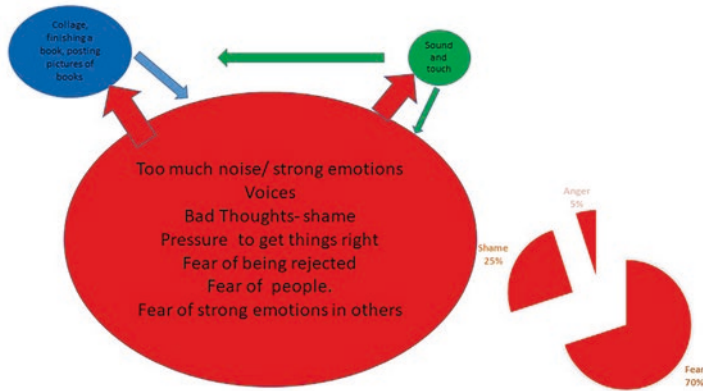 Collage,
finishing a
book, posting
pictures of
books
Sound
and
touch
Too much noise/ strong emotions
Voices
Bad Thoughts- shame
Pressure to get things right
Fear of being rejected
Fear of people.
Fear of strong emotions in others
Anger
5%
Shame
25%
Fear
70%